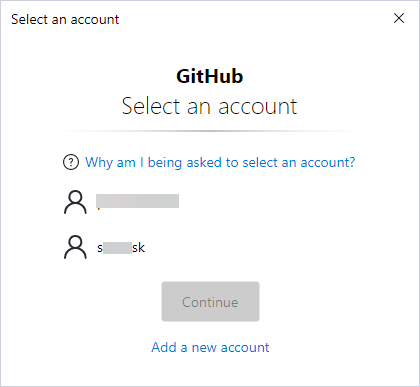 Select an account
GitHub
Select an account
Why am I being asked to select an account?
s sk
Continue
Add a new account